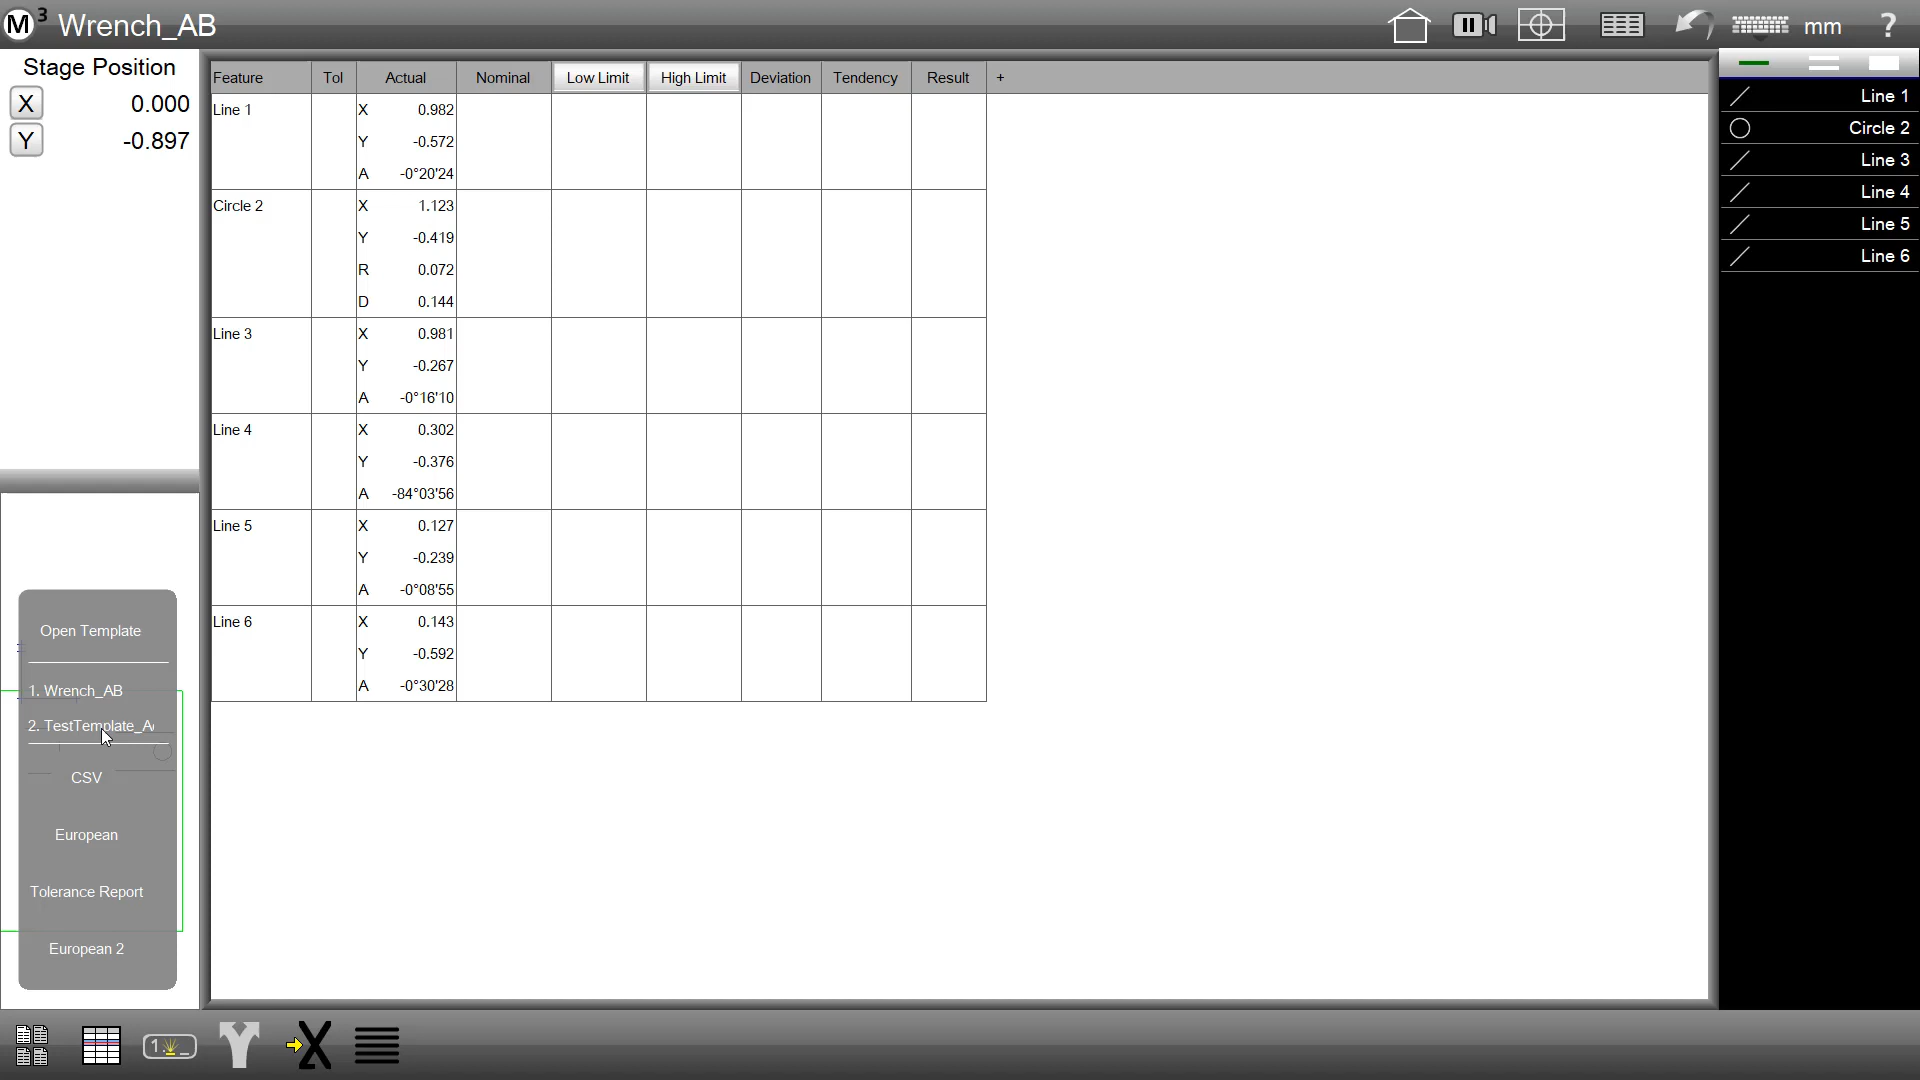 M3 Wrench_AB
mm ?
Stage Position
X 0.000
Y -0.897
Feature Tol Actual Nominal Low Limit High Limit Deviation Tendency Result +
Line 1 X 0.982
Y -0.572
A -0°20'24
Circle 2 X 1.123
Y -0.419
R 0.072
D 0.144
Line 3 X 0.981
Y -0.267
A -0°16'10
Line 4 X 0.302
Y -0.376
A -84°03'56
Line 5 X 0.127
Y -0.239
A -0°08'55
Line 6 X 0.143
Y -0.592
A -0°30'28
Line 1
Circle 2
Line 3
Line 4
Line 5
Line 6
Open Template
1. Wrench_AB
2. TestTemplate_A
CSV
European
Tolerance Report
European 2
1. _
X